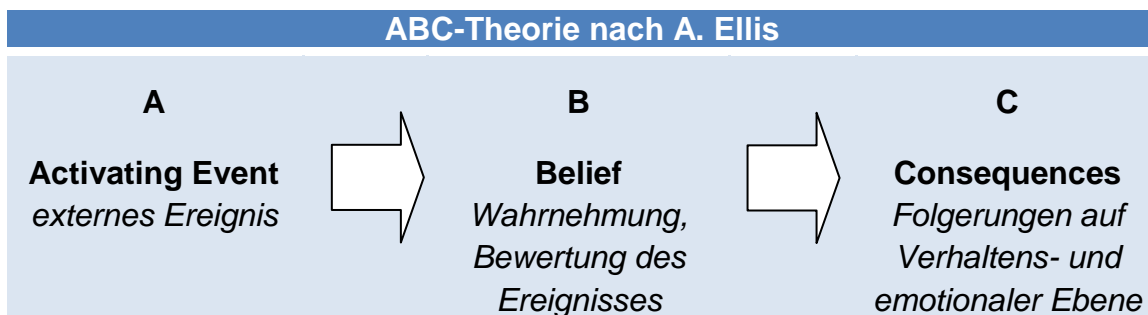 ABC-Theorie nach A. Ellis
A
Activating Event
externes Ereignis
B
Belief
Wahrnehmung,
Bewertung des
Ereignisses
C
Consequences
Folgerungen auf
Verhaltens- und
emotionaler Ebene